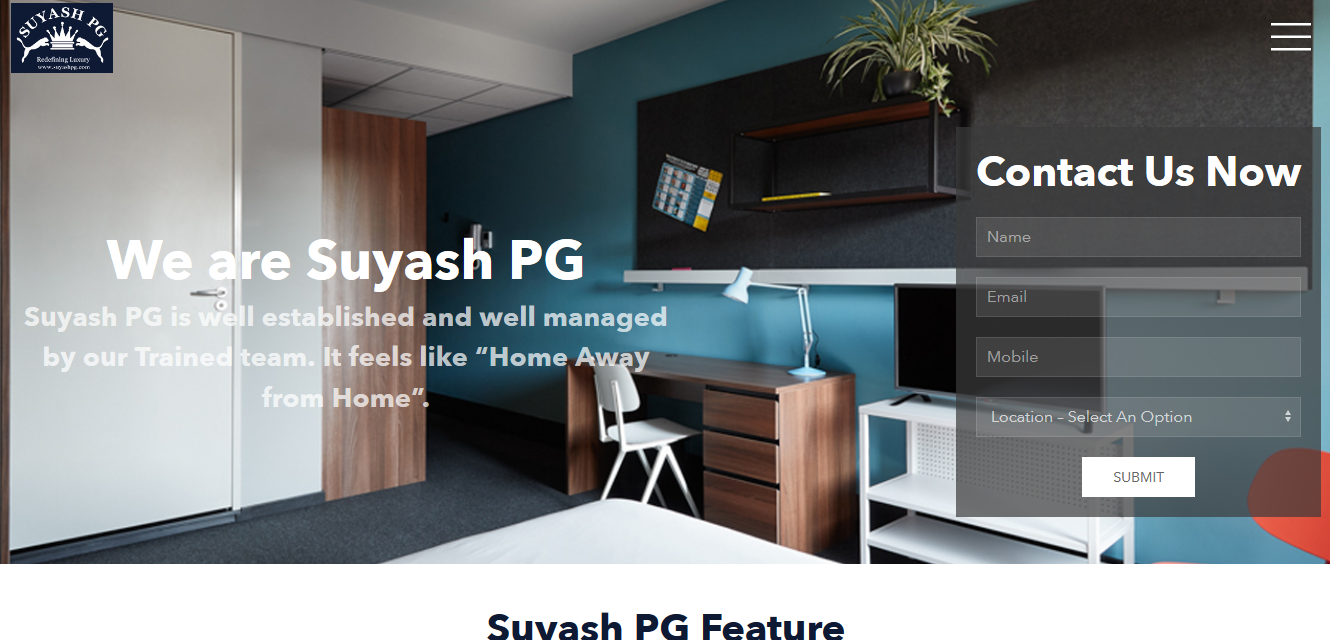 SUYASH PG
Redefining Luxury
www.suyashpg.com
We are Suyash PG
Suyash PG is well established and well managed
by our Trained team. It feels like “Home Away
from Home”.
Contact Us Now
Name
Email
Mobile
Location – Select An Option
SUBMIT
Suyash PG Feature